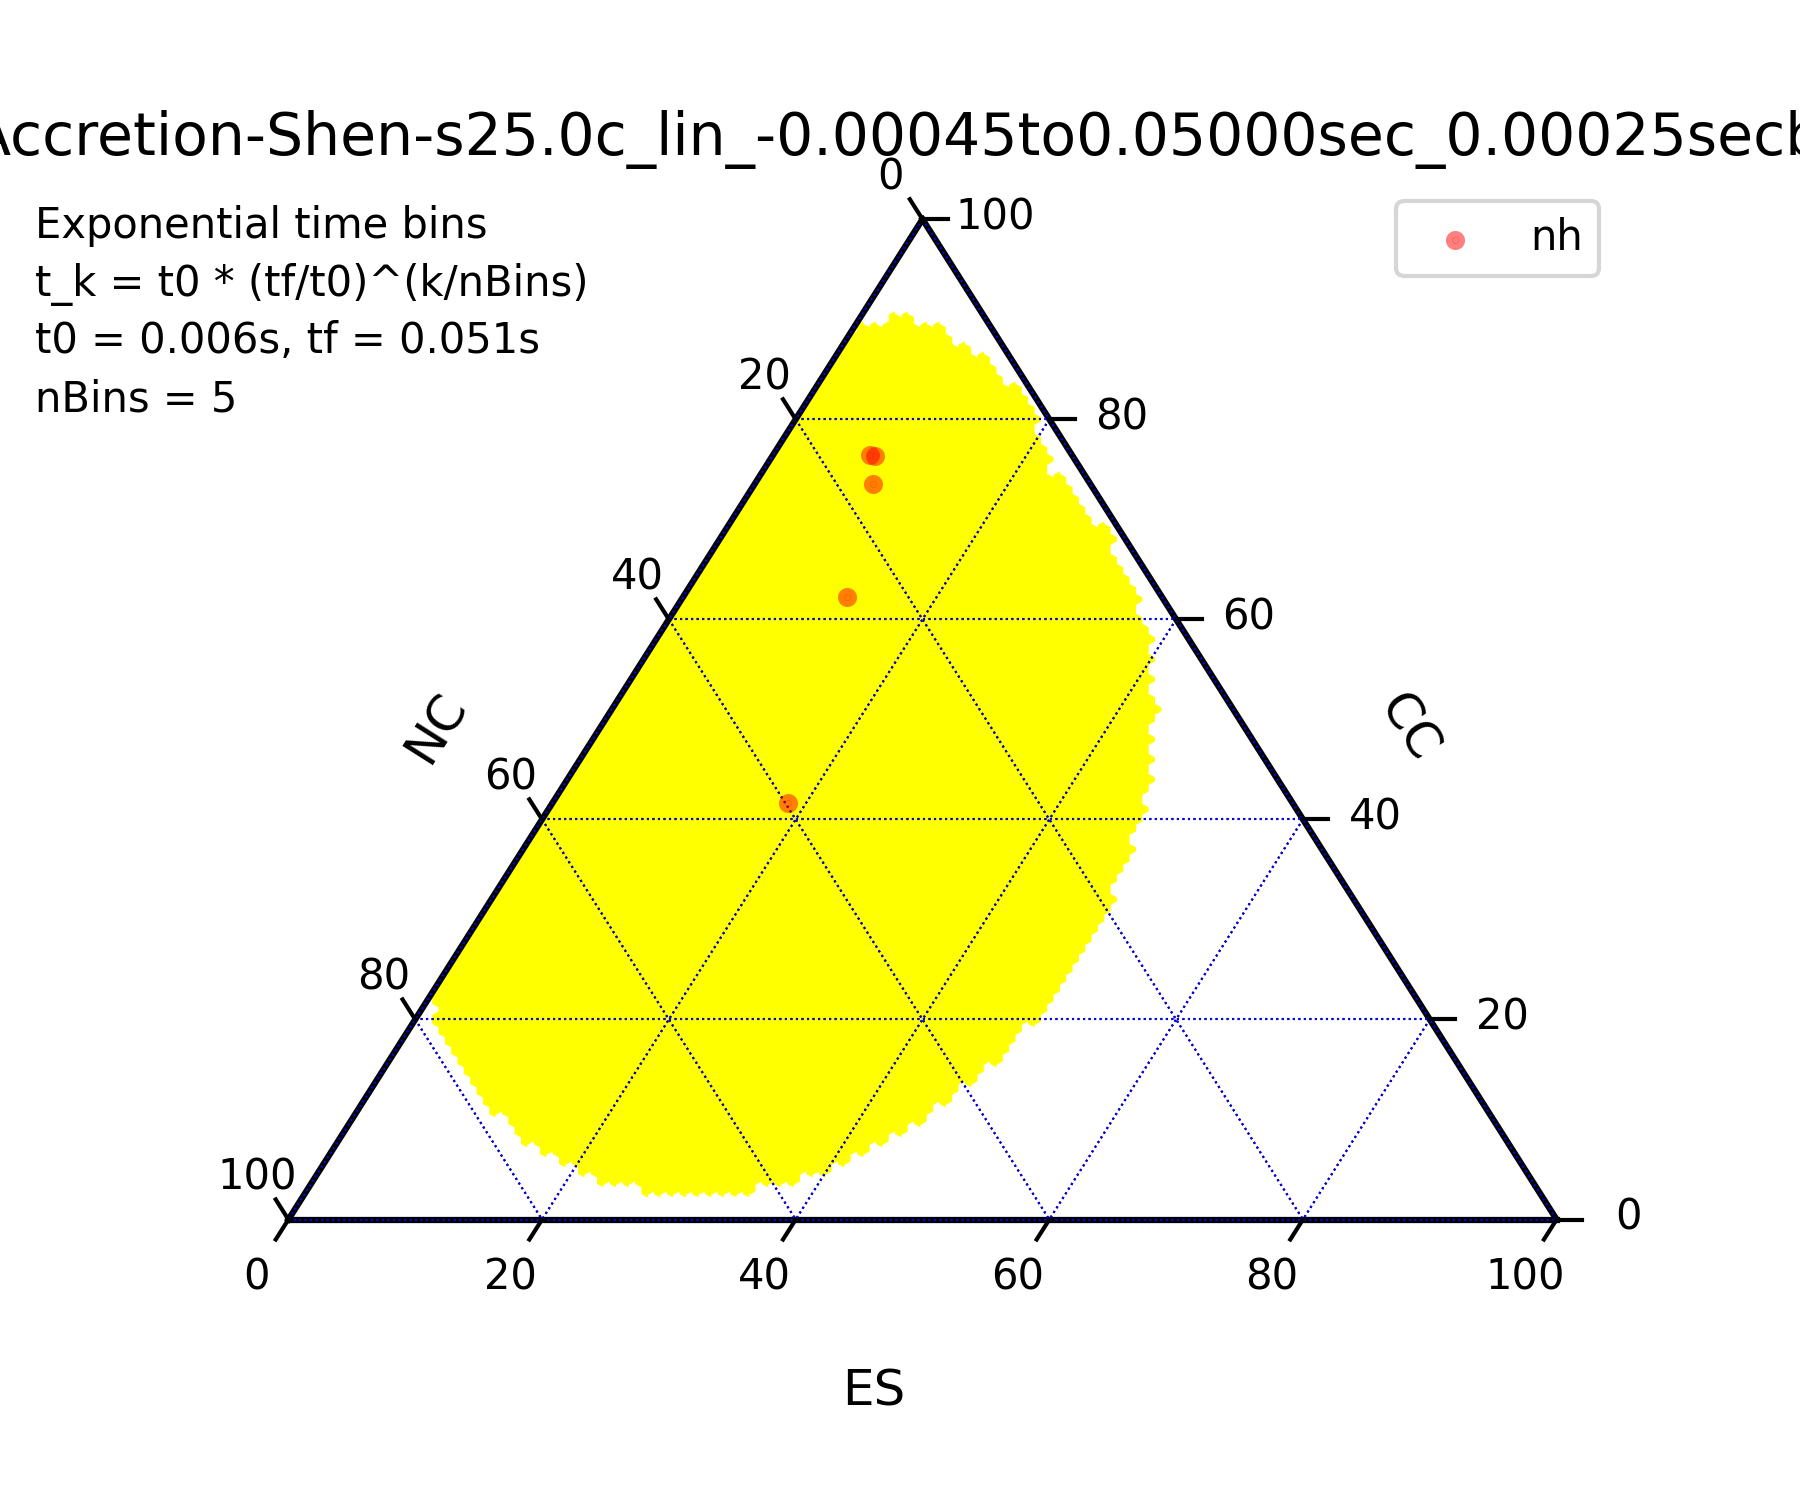 Accretion-Shen-s25.0c_lin_-0.00045to0.05000sec_0.00025secb
Exponential time bins
t_k = t0 * (tf/t0)^(k/nBins)
t0 = 0.006s, tf = 0.051s
nBins = 5
nh
0
100
20
80
40
60
NC
CC
60
40
80
20
100
0
0
20
40
60
80
100
ES